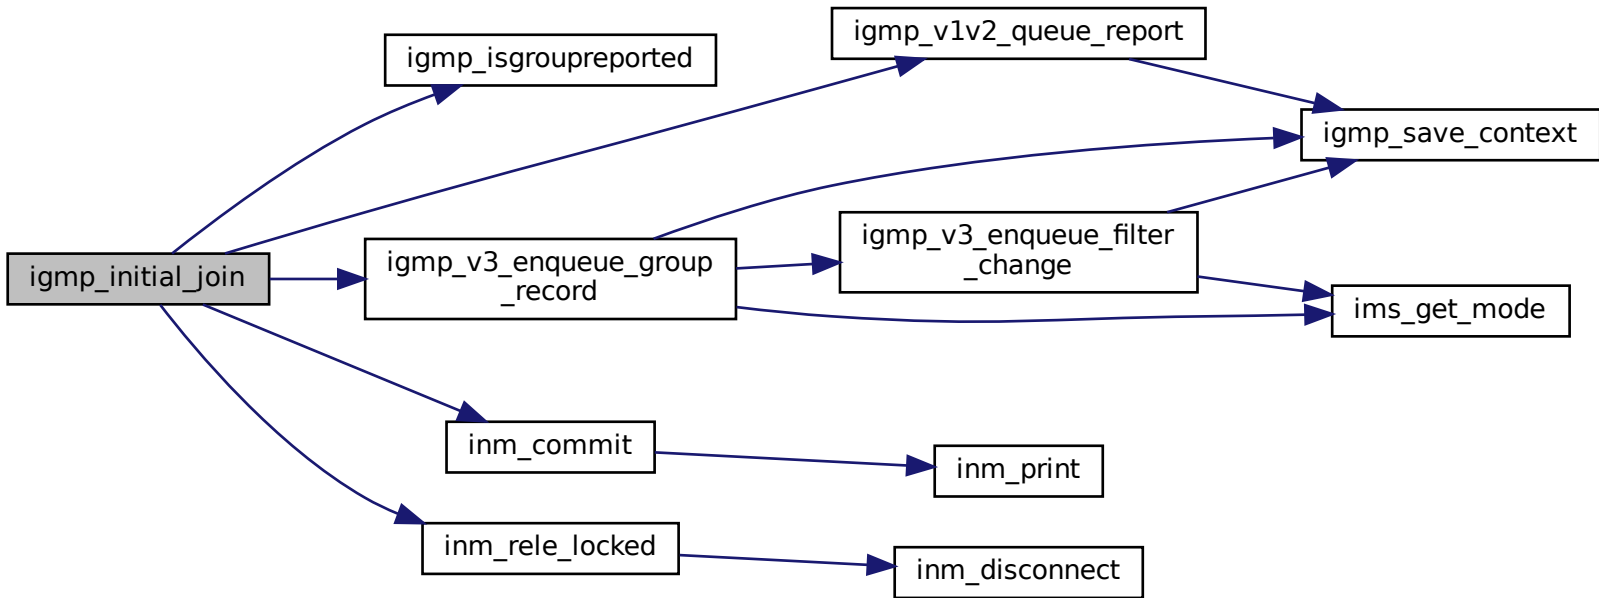 igmp_initial_join
igmp_isgroupreported
igmp_v1v2_queue_report
igmp_save_context
igmp_v3_enqueue_group
_record
igmp_v3_enqueue_filter
_change
ims_get_mode
inm_commit
inm_print
inm_rele_locked
inm_disconnect